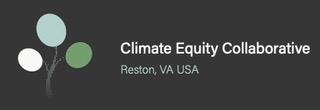 Climate Equity Collaborative
Reston, VA USA